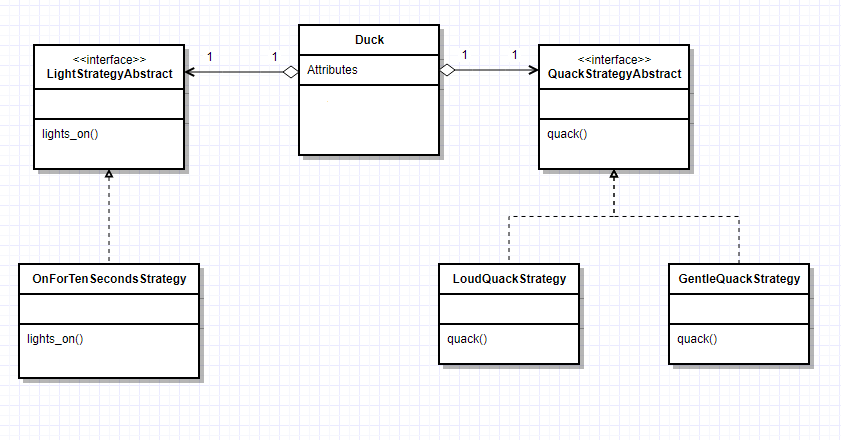 <<interface>>
LightStrategyAbstract
lights_on()
1
1
Duck
Attributes
1
1
<<interface>>
QuackStrategyAbstract
quack()
OnForTenSecondsStrategy
lights_on()
LoudQuackStrategy
quack()
GentleQuackStrategy
quack()